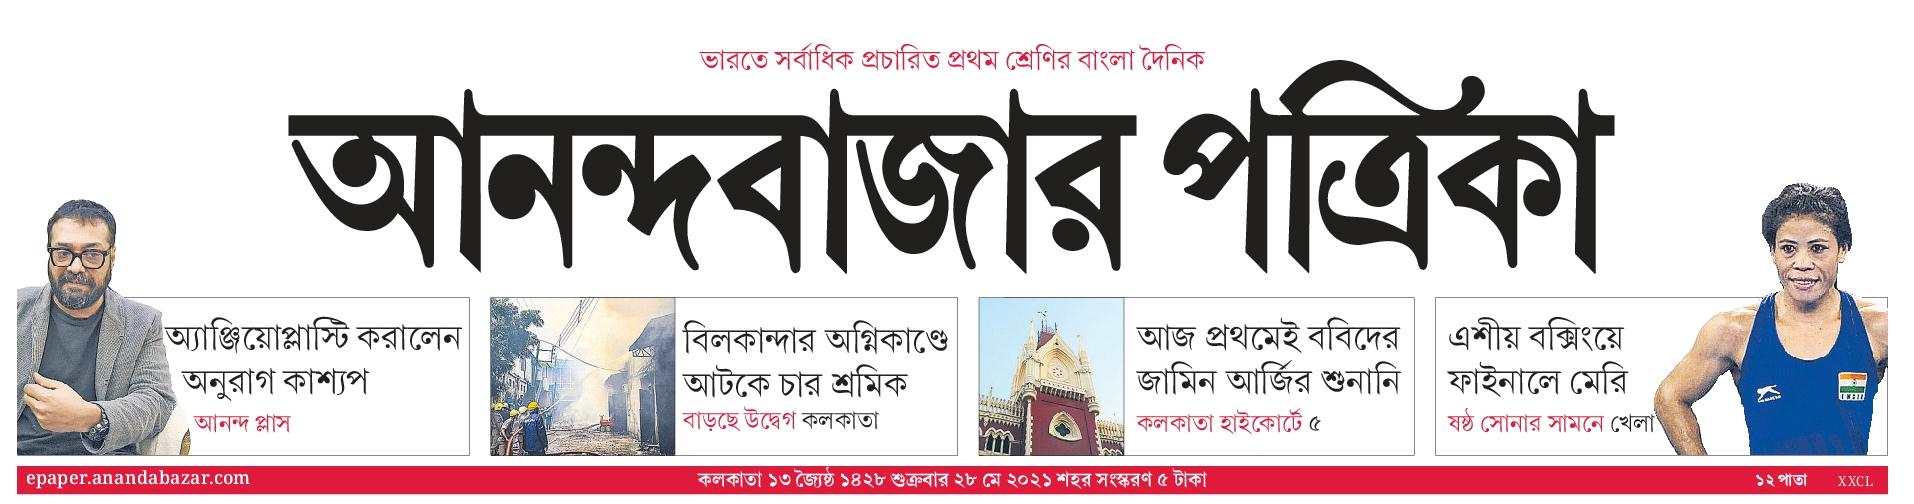 ভারতে সর্বাধিক প্রচারিত প্রথম শ্রেণির বাংলা দৈনিক
আনন্দবাজার পত্রিকা
অ্যাঞ্জিয়োপ্লাস্টি করালেন
অনুরাগ কাশ্যপ
আনন্দ প্লাস
বিলকান্দার অগ্নিকাণ্ডে
আটকে চার শ্রমিক
বাড়ছে উদ্বেগ কলকাতা
আজ প্রথমেই ববিদের
জামিন আর্জির শুনানি
কলকাতা হাইকোর্টে ৫
এশীয় বক্সিংয়ে
ফাইনালে মেরি
ষষ্ঠ সোনার সামনে খেলা
INDIA
epaper.anandabazar.com
কলকাতা ১৩ জ্যৈষ্ঠ ১৪২৮ শুক্রবার ২৮ মে ২০২১ শহর সংস্করণ ৫ টাকা
১২ পাতা XXCL